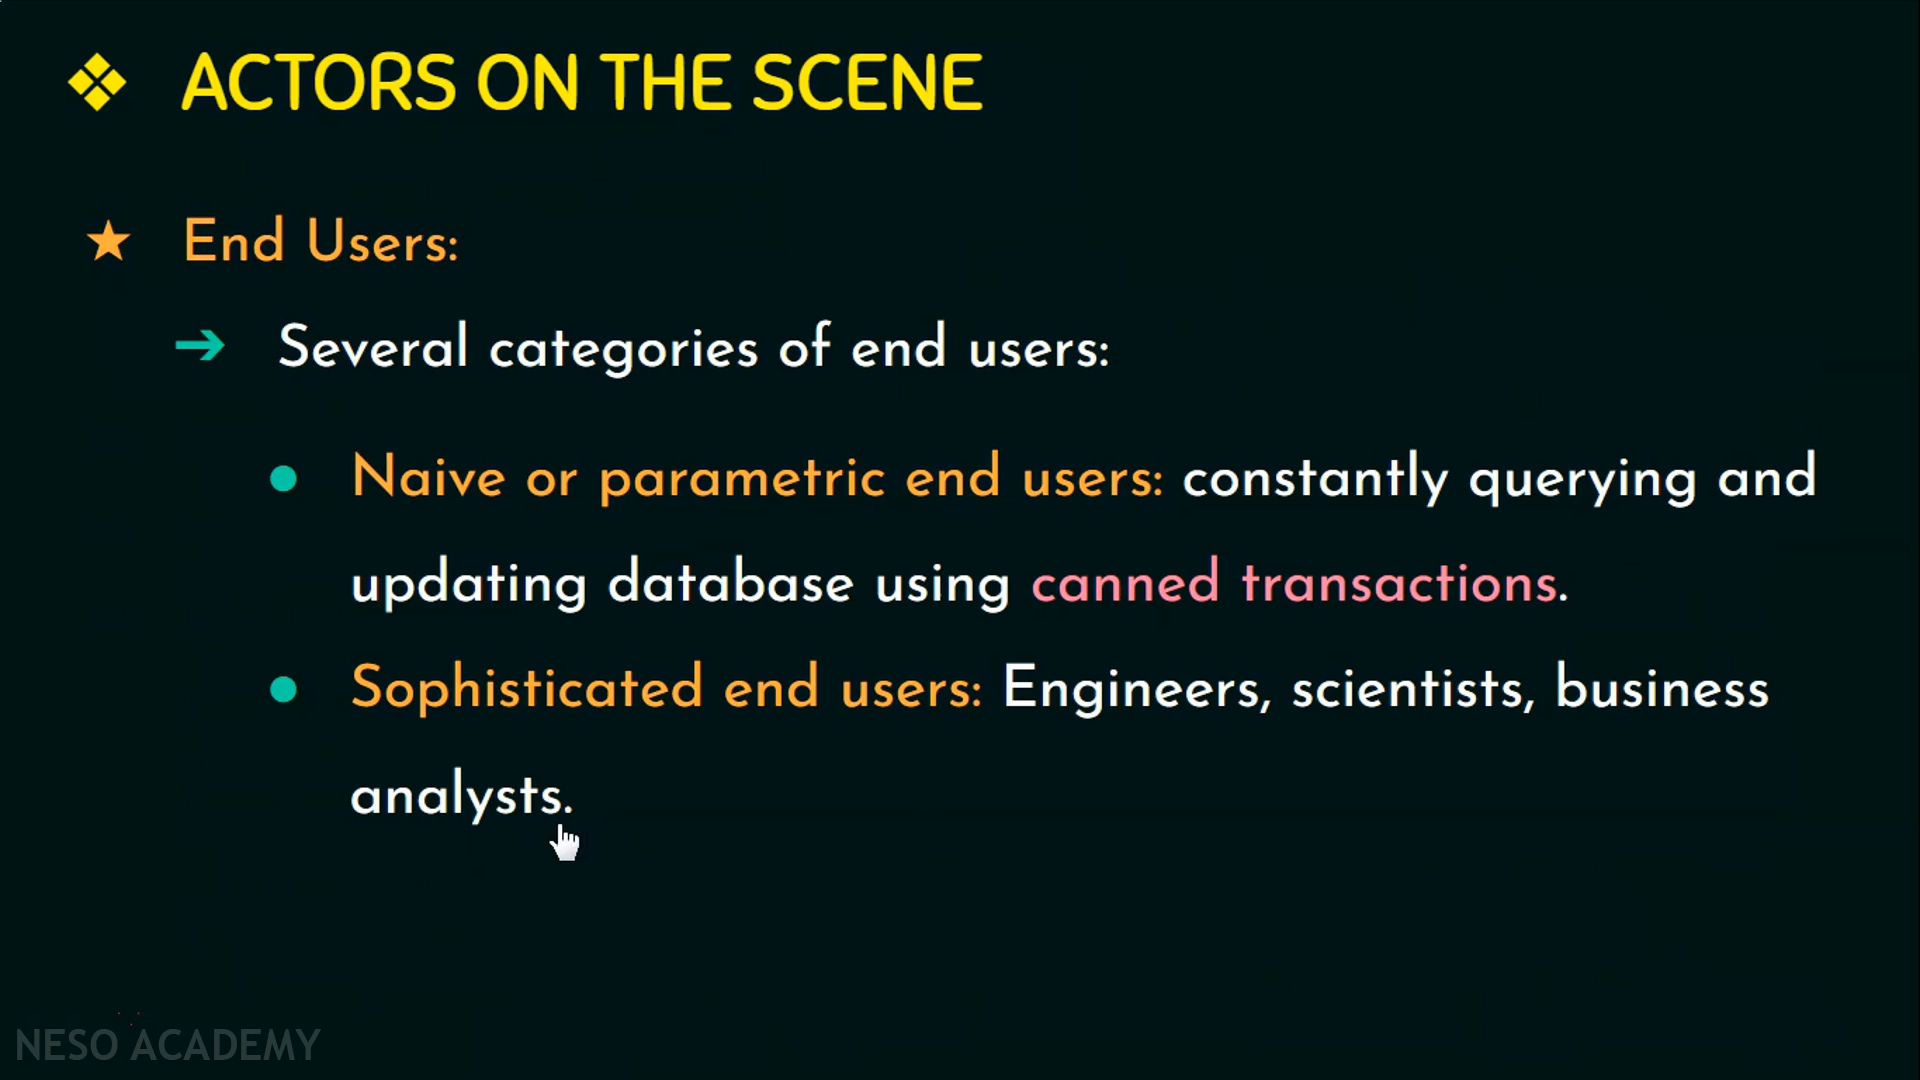 ACTORS ON THE SCENE
End Users:
Several categories of end users:
Naive or parametric end users: constantly querying and
updating database using canned transactions.
Sophisticated end users: Engineers, scientists, business
analysts.
NESO ACADEMY